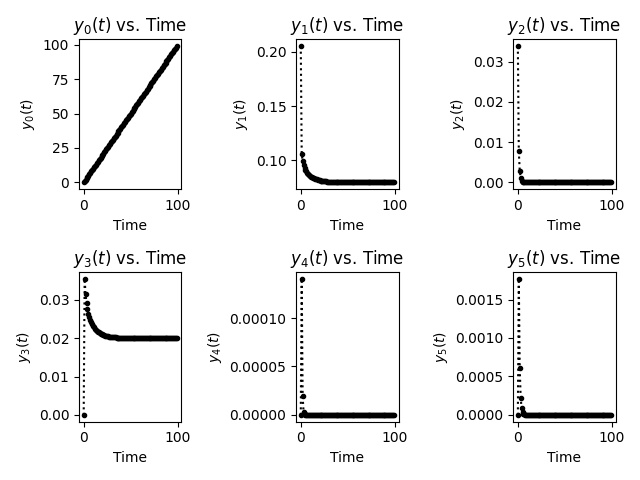 y₀(t) vs. Time
y₁(t) vs. Time
y₂(t) vs. Time
100
75
50
25
0
y₀(t)
0
100
Time
0.20
0.15
0.10
y₁(t)
0
100
Time
0.03
0.02
0.01
0.00
y₂(t)
0
100
Time
y₃(t) vs. Time
y₄(t) vs. Time
y₅(t) vs. Time
0.03
0.02
0.01
0.00
y₃(t)
0
100
Time
0.00010
0.00005
0.00000
y₄(t)
0
100
Time
0.0015
0.0010
0.0005
0.0000
y₅(t)
0
100
Time